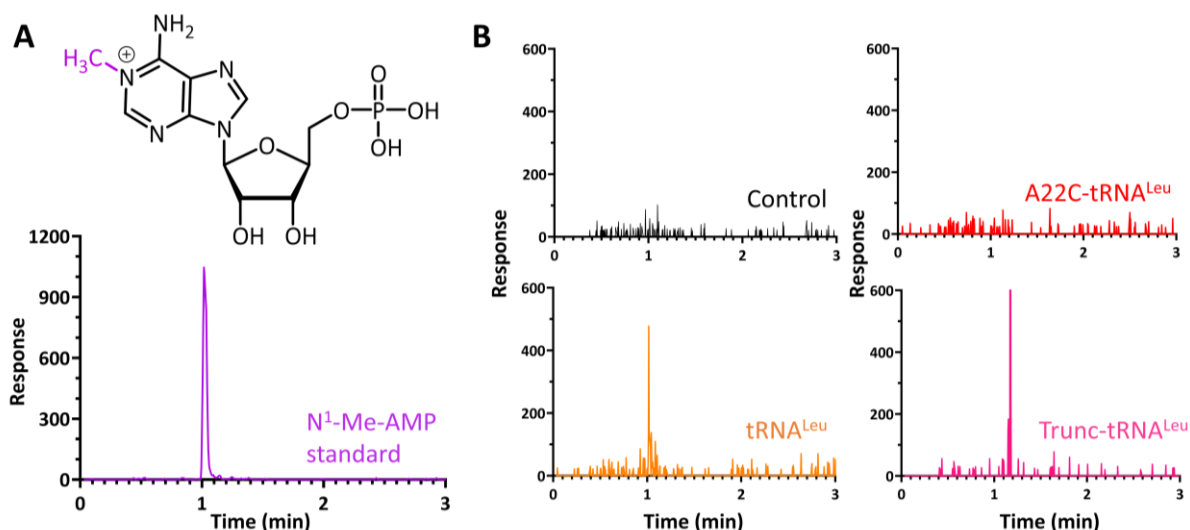 A
NH₂
H₃C
⊕
N
N
N
N
O
O
P
OH
OH
O
OH OH
1200
900
600
300
0
Response
0 1 2 3
Time (min)
N¹-Me-AMP
standard
B
600
400
200
0
Response
0 1 2 3
Control
600
400
200
0
0 1 2 3
A22C-tRNAᴸᵉᵘ
600
400
200
0
Response
0 1 2 3
Time (min)
tRNAᴸᵉᵘ
600
400
200
0
0 1 2 3
Time (min)
Trunc-tRNAᴸᵉᵘ